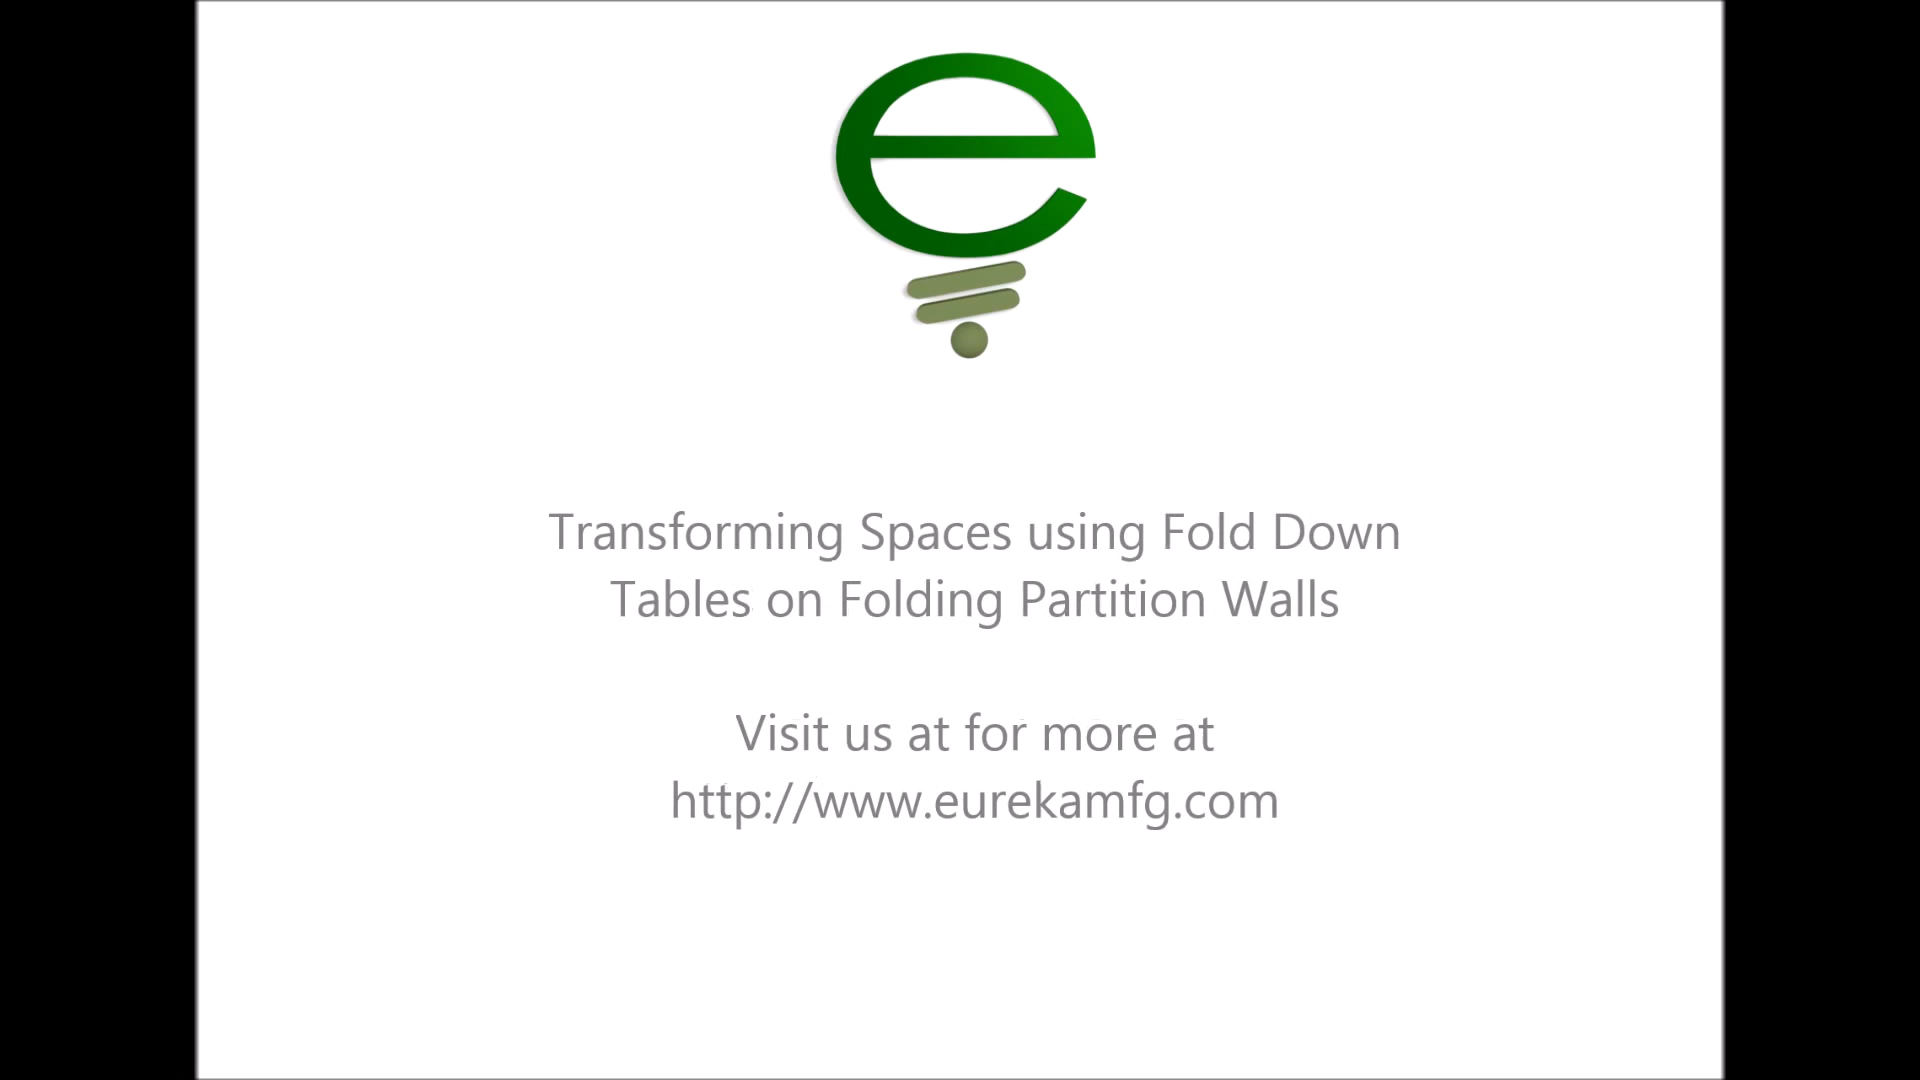 e
Transforming Spaces using Fold Down
Tables on Folding Partition Walls
Visit us at for more at
http://www.eurekamfg.com